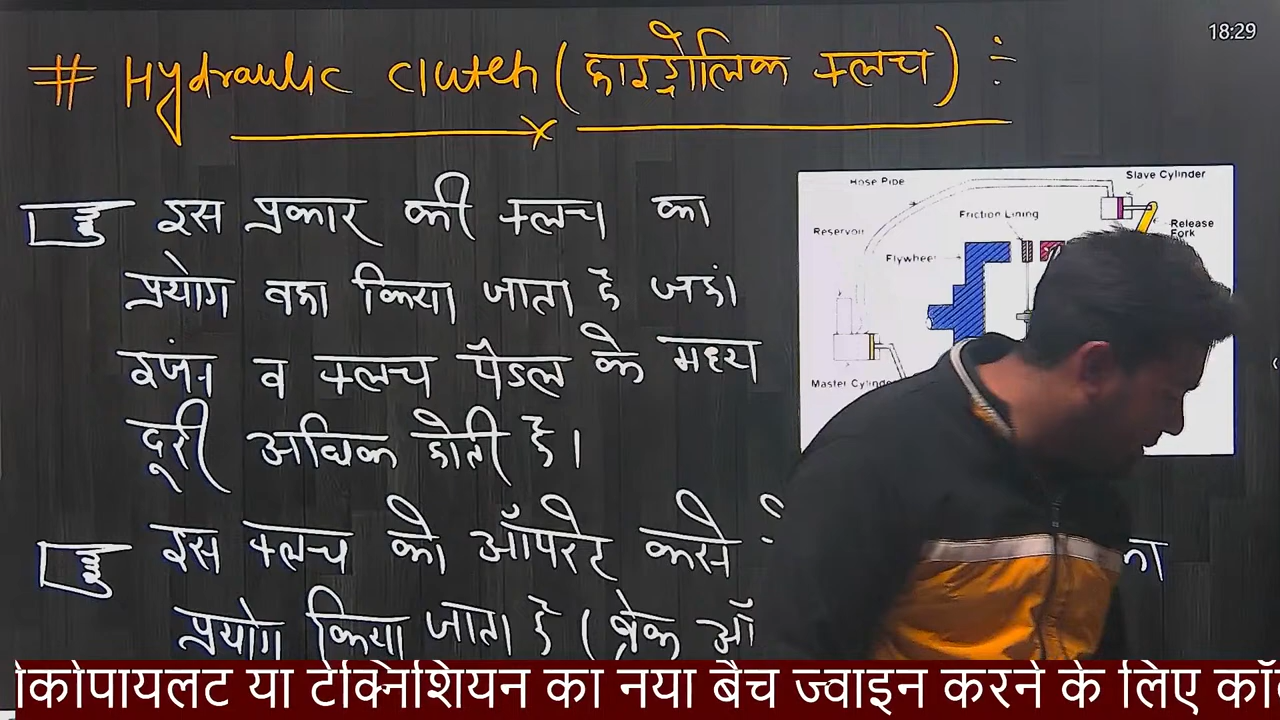 18:29
# Hydraulic Clutch (हाइड्रोलिक क्लच) :
इस प्रकार की क्लच का
प्रयोग वहा किया जाता है जहां
इंजन व क्लच पैडल के मध्य
दूरी अधिक होती है।
इस क्लच को ऑपरेट करने का
प्रयोग किया जाता है (ब्रेक ऑ
Hose Pipe
Slave Cylinder
Friction Lining
Release
Fork
Reservoir
Flywheel
Master Cylinde
कोपायलट या टेक्निशियन का नया बैच ज्वाइन करने के लिए